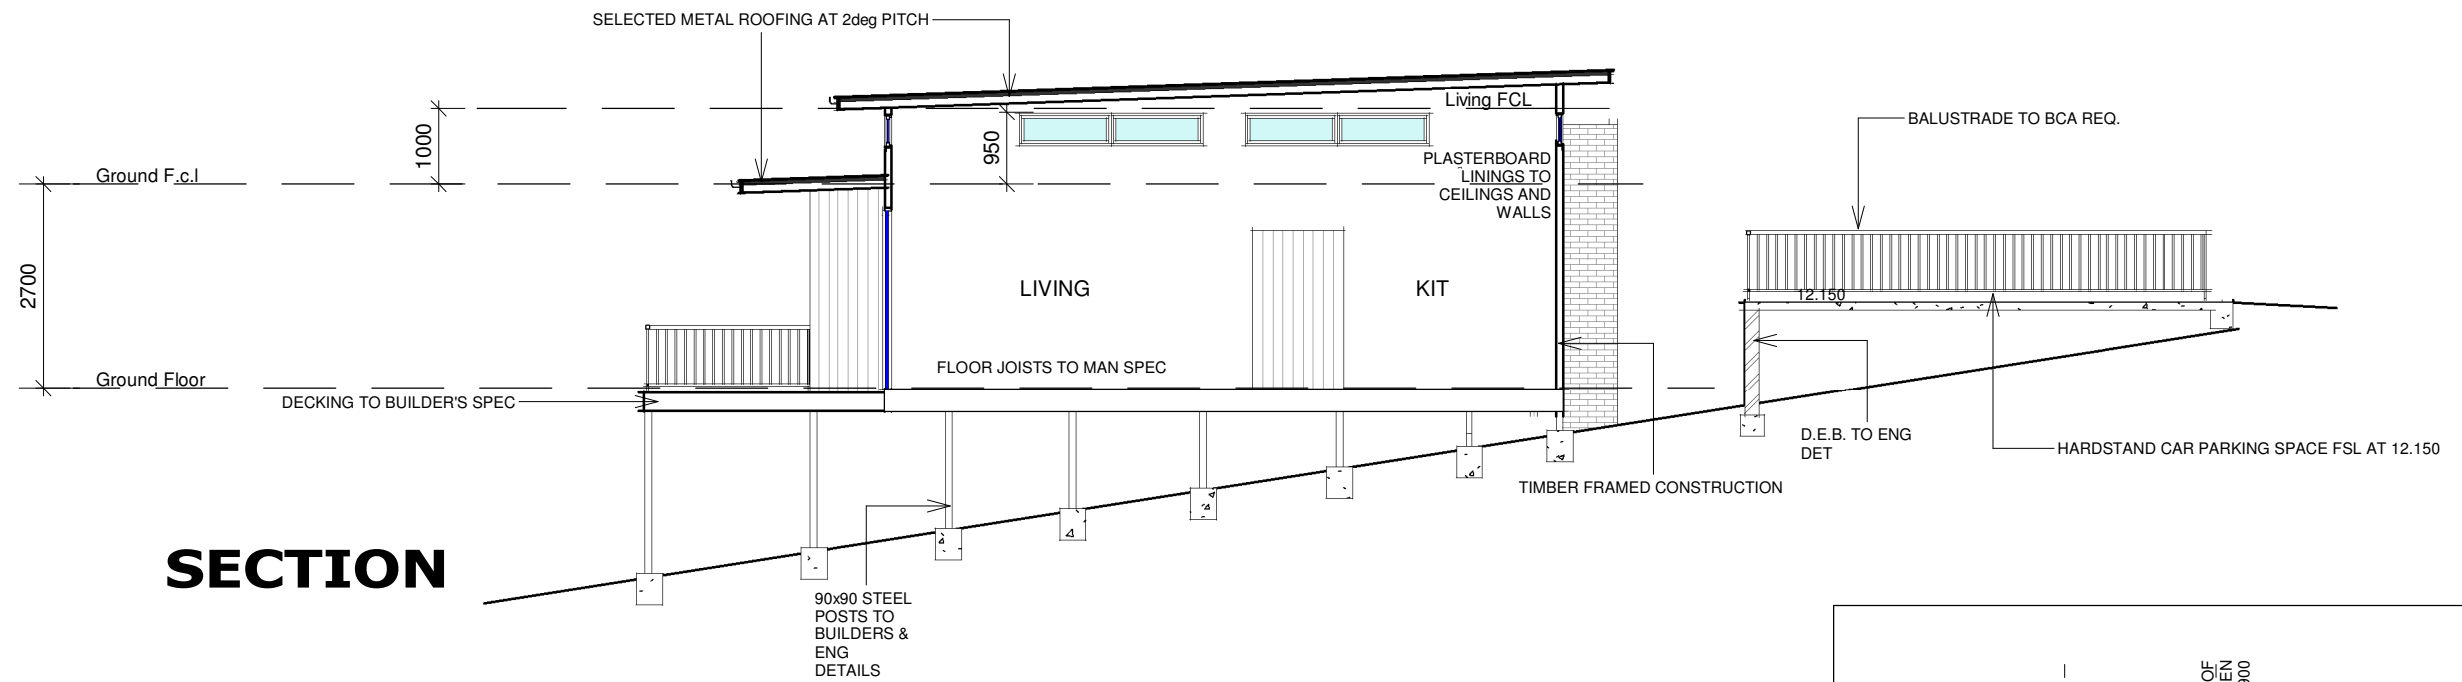 SELECTED METAL ROOFING AT 2deg PITCH
Living FCL
BALUSTRADE TO BCA REQ.
1000
950
PLASTERBOARD
LININGS TO
CEILINGS AND
WALLS
Ground F.c.l
2700
LIVING
KIT
12.150
FLOOR JOISTS TO MAN SPEC
Ground Floor
DECKING TO BUILDER'S SPEC
D.E.B. TO ENG
DET
HARDSTAND CAR PARKING SPACE FSL AT 12.150
TIMBER FRAMED CONSTRUCTION
SECTION
90x90 STEEL
POSTS TO
BUILDERS &
ENG
DETAILS